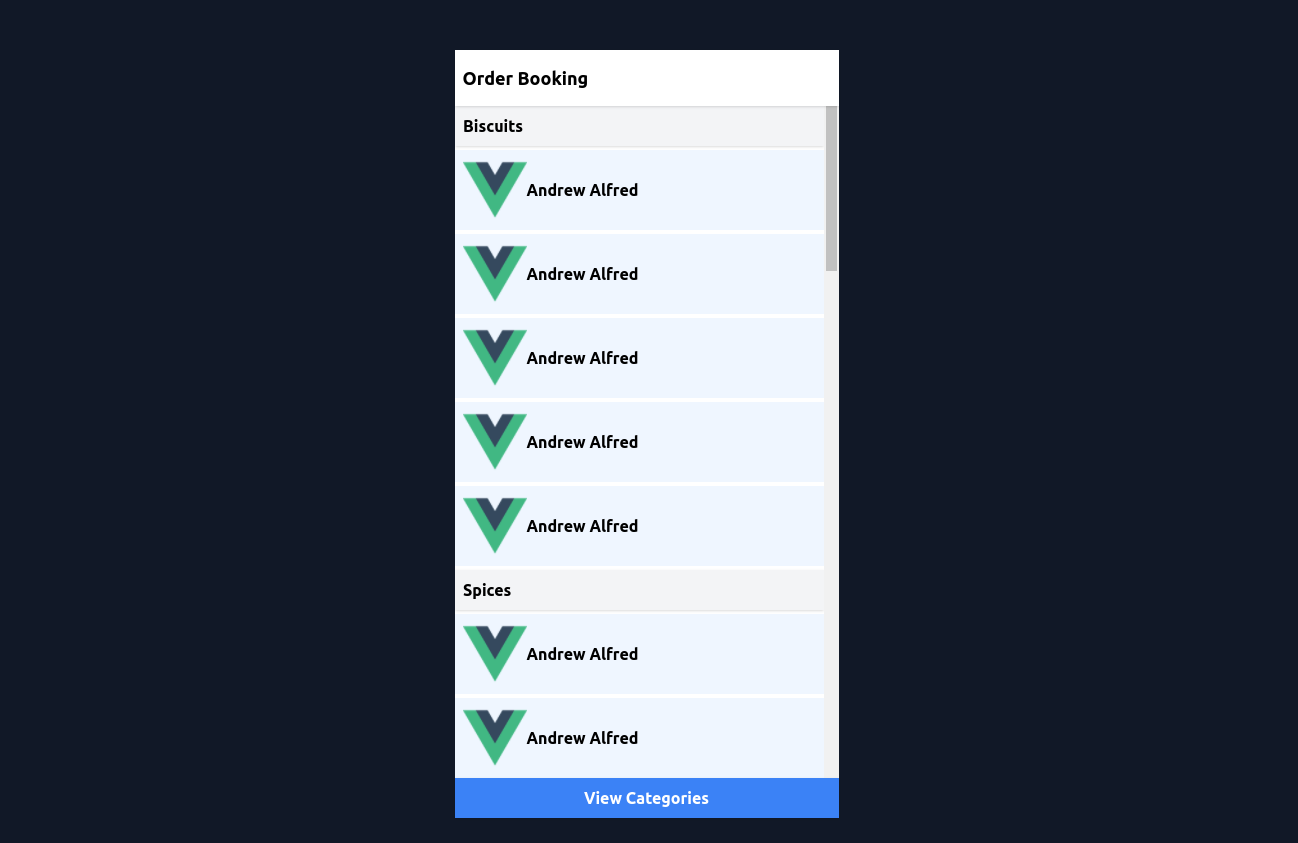 Order Booking
Biscuits
Andrew Alfred
Andrew Alfred
Andrew Alfred
Andrew Alfred
Andrew Alfred
Spices
Andrew Alfred
Andrew Alfred
View Categories